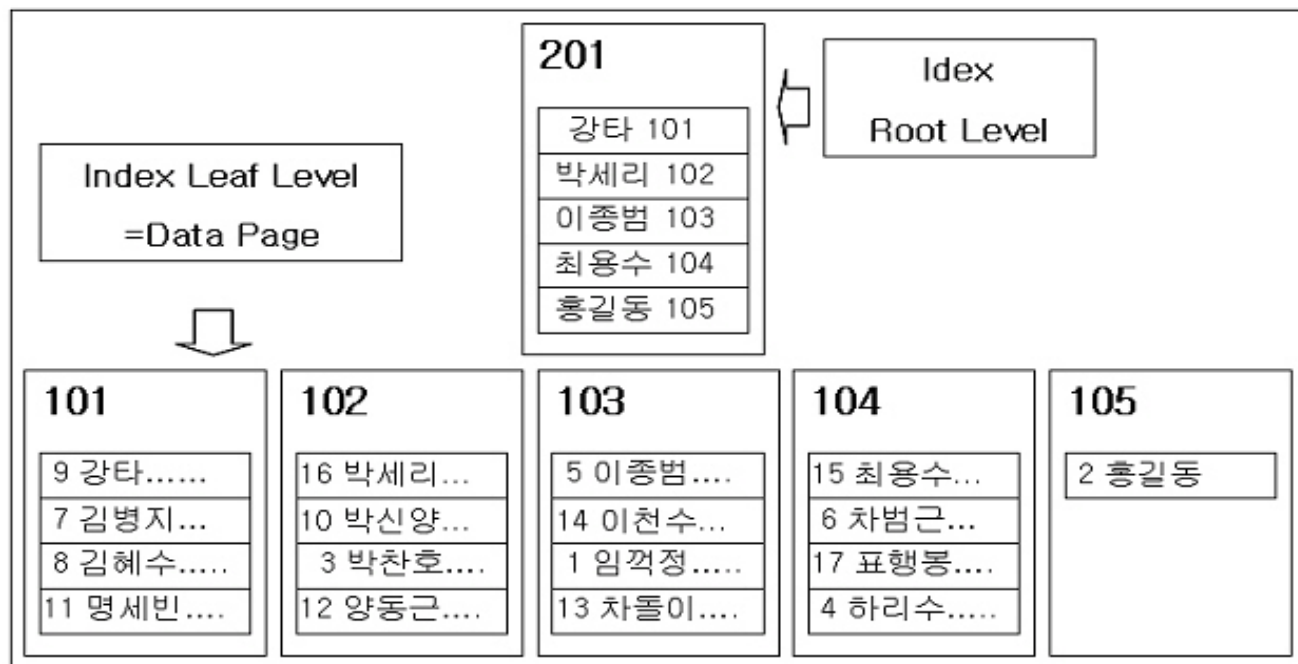 201
강타 101
박세리 102
이종범 103
최용수 104
홍길동 105
Idex
Root Level
Index Leaf Level
=Data Page
101
9 강타......
7 김병지...
8 김혜수.....
11 명세빈....
102
16 박세리...
10 박신양...
3 박찬호....
12 양동근....
103
5 이종범....
14 이천수...
1 임꺽정.....
13 차돌이....
104
15 최용수...
6 차범근...
17 표행봉....
4 하리수.....
105
2 홍길동